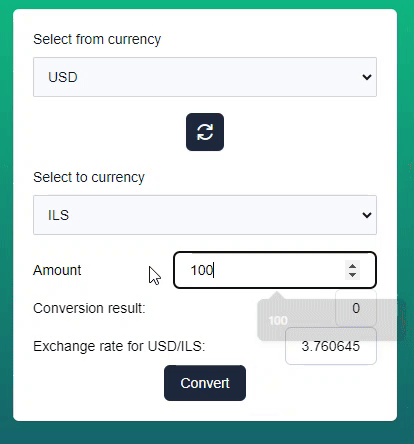 Select from currency
USD
Select to currency
ILS
Amount 100
Conversion result: 0
100
Exchange rate for USD/ILS: 3.760645
Convert